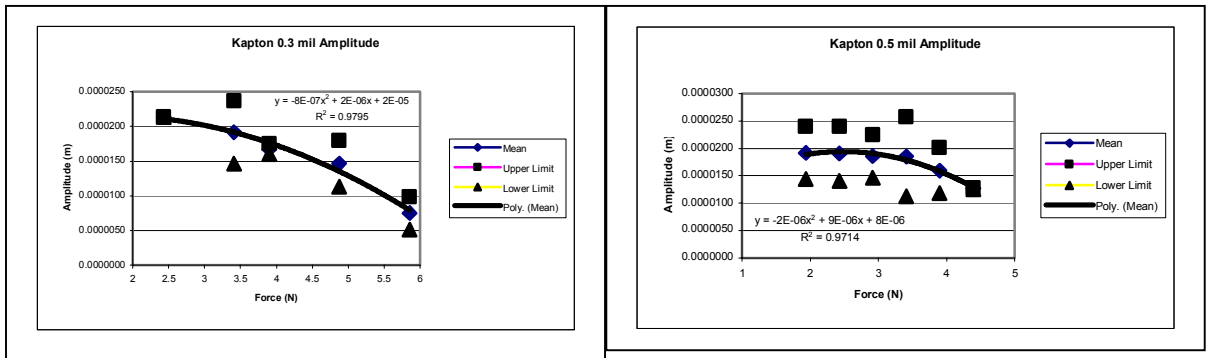 Kapton 0.3 mil Amplitude
y = -8E-07x² + 2E-06x + 2E-05
R² = 0.9795
Amplitude (m)
0.0000250
0.0000200
0.0000150
0.0000100
0.0000050
0.0000000
2 2.5 3 3.5 4 4.5 5 5.5 6
Force (N)
Mean
Upper Limit
Lower Limit
Poly. (Mean)
Kapton 0.5 mil Amplitude
Amplitude (m)
0.0000300
0.0000250
0.0000200
0.0000150
0.0000100
0.0000050
0.0000000
y = -2E-06x² + 9E-06x + 8E-06
R² = 0.9714
1 2 3 4 5
Force (N)
Mean
Upper Limit
Lower Limit
Poly. (Mean)